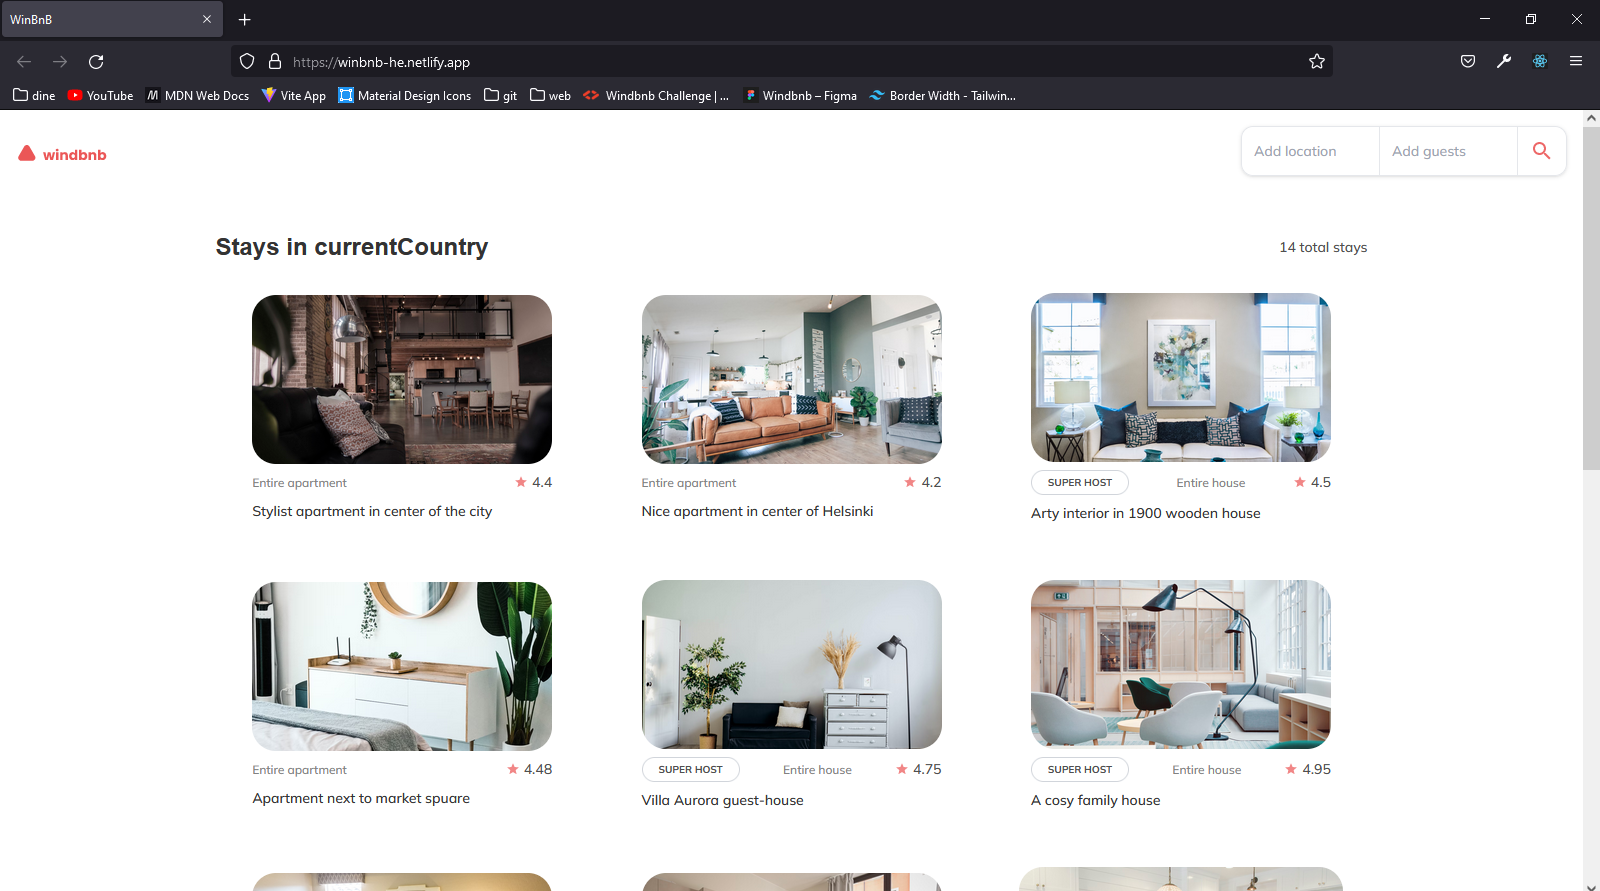 WinBnB
https://winbnb-he.netlify.app
dine YouTube MDN Web Docs Vite App Material Design Icons git web Windbnb Challenge | ... Windbnb – Figma Border Width - Tailwin...
windbnb
Add location Add guests
Stays in currentCountry
14 total stays
Entire apartment 4.4
Stylist apartment in center of the city
Entire apartment 4.2
Nice apartment in center of Helsinki
SUPER HOST Entire house 4.5
Arty interior in 1900 wooden house
Entire apartment 4.48
Apartment next to market spuare
SUPER HOST Entire house 4.75
Villa Aurora guest-house
SUPER HOST Entire house 4.95
A cosy family house